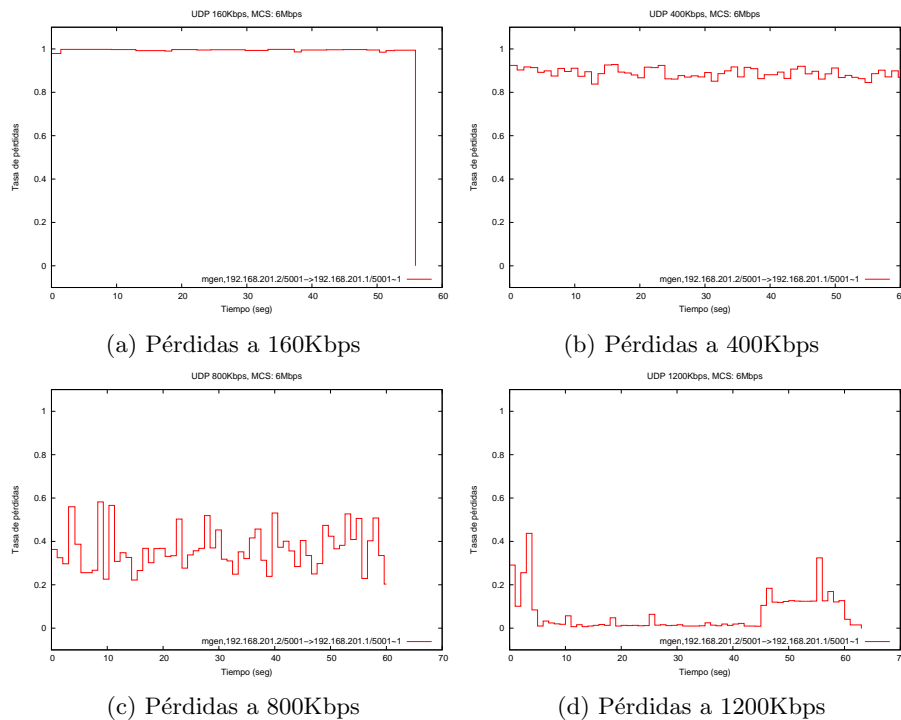 UDP 160Kbps, MCS: 6Mbps
Tasa de pérdidas
1
0.8
0.6
0.4
0.2
0
mgen,192.168.201.2/5001->192.168.201.1/5001~1
0 10 20 30 40 50 60
Tiempo (seg)
(a) Pérdidas a 160Kbps
UDP 400Kbps, MCS: 6Mbps
Tasa de pérdidas
1
0.8
0.6
0.4
0.2
0
mgen,192.168.201.2/5001->192.168.201.1/5001~1
0 10 20 30 40 50 6
Tiempo (seg)
(b) Pérdidas a 400Kbps
UDP 800Kbps, MCS: 6Mbps
Tasa de pérdidas
1
0.8
0.6
0.4
0.2
0
mgen,192.168.201.2/5001->192.168.201.1/5001~1
0 10 20 30 40 50 60 70
Tiempo (seg)
(c) Pérdidas a 800Kbps
UDP 1200Kbps, MCS: 6Mbps
Tasa de pérdidas
1
0.8
0.6
0.4
0.2
0
mgen,192.168.201.2/5001->192.168.201.1/5001~1
0 10 20 30 40 50 60 7
Tiempo (seg)
(d) Pérdidas a 1200Kbps